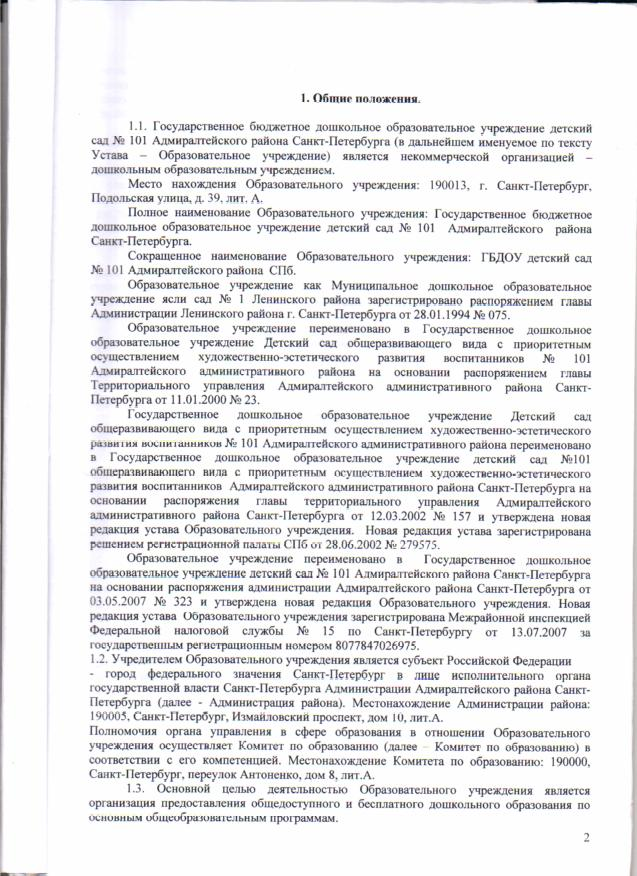 1. Общие положения.
1.1. Государственное бюджетное дошкольное образовательное учреждение детский
сад № 101 Адмиралтейского района Санкт-Петербурга (в дальнейшем именуемое по тексту
Устава – Образовательное учреждение) является некоммерческой организацией –
дошкольным образовательным учреждением.
Место нахождения Образовательного учреждения: 190013, г. Санкт-Петербург,
Подольская улица, д. 39, лит. А.
Полное наименование Образовательного учреждения: Государственное бюджетное
дошкольное образовательное учреждение детский сад № 101 Адмиралтейского района
Санкт-Петербурга.
Сокращенное наименование Образовательного учреждения: ГБДОУ детский сад
№ 101 Адмиралтейского района СПб.
Образовательное учреждение как Муниципальное дошкольное образовательное
учреждение ясли сад № 1 Ленинского района зарегистрировано распоряжением главы
Администрации Ленинского района г. Санкт-Петербурга от 28.01.1994 № 075.
Образовательное учреждение переименовано в Государственное дошкольное
образовательное учреждение Детский сад общеразвивающего вида с приоритетным
осуществлением художественно-эстетического развития воспитанников № 101
Адмиралтейского административного района на основании распоряжением главы
Территориального управления Адмиралтейского административного района Санкт-
Петербурга от 11.01.2000 № 23.
Государственное дошкольное образовательное учреждение Детский сад
общеразвивающего вида с приоритетным осуществлением художественно-эстетического
развития воспитанников № 101 Адмиралтейского административного района переименовано
в Государственное дошкольное образовательное учреждение детский сад №101
общеразвивающего вида с приоритетным осуществлением художественно-эстетического
развития воспитанников Адмиралтейского административного района Санкт-Петербурга на
основании распоряжения главы территориального управления Адмиралтейского
административного района Санкт-Петербурга от 12.03.2002 № 157 и утверждена новая
редакция устава Образовательного учреждения. Новая редакция устава зарегистрирована
решением регистрационной палаты СПб от 28.06.2002 № 279575.
Образовательное учреждение переименовано в Государственное дошкольное
образовательное учреждение детский сад № 101 Адмиралтейского района Санкт-Петербурга
на основании распоряжения администрации Адмиралтейского района Санкт-Петербурга от
03.05.2007 № 323 и утверждена новая редакция Образовательного учреждения. Новая
редакция устава Образовательного учреждения зарегистрирована Межрайонной инспекцией
Федеральной налоговой службы № 15 по Санкт-Петербургу от 13.07.2007 за
государственным регистрационным номером 8077847026975.
1.2. Учредителем Образовательного учреждения является субъект Российской Федерации
- город федерального значения Санкт-Петербург в лице исполнительного органа
государственной власти Санкт-Петербурга Администрации Адмиралтейского района Санкт-
Петербурга (далее - Администрация района). Местонахождение Администрации района:
190005, Санкт-Петербург, Измайловский проспект, дом 10, лит.А.
Полномочия органа управления в сфере образования в отношении Образовательного
учреждения осуществляет Комитет по образованию (далее – Комитет по образованию) в
соответствии с его компетенцией. Местонахождение Комитета по образованию: 190000,
Санкт-Петербург, переулок Антоненко, дом 8, лит.А.
1.3. Основной целью деятельностью Образовательного учреждения является
организация предоставления общедоступного и бесплатного дошкольного образования по
основным общеобразовательным программам.
2